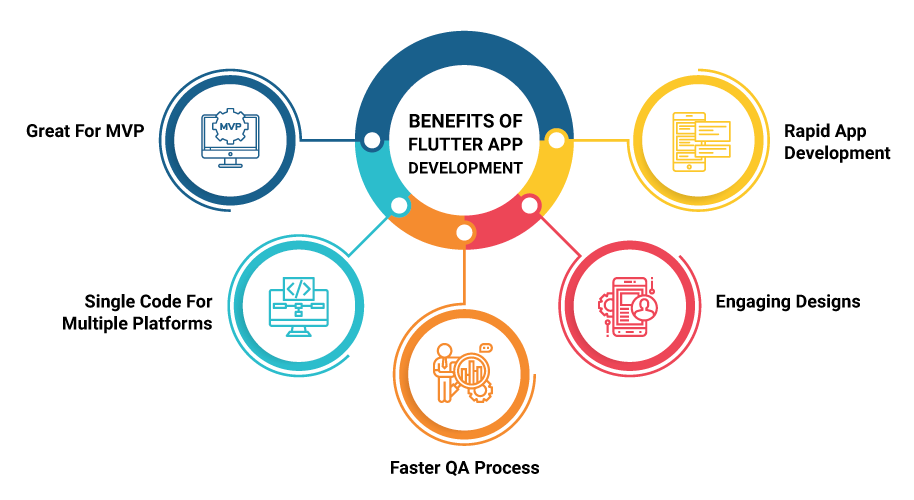 BENEFITS OF
FLUTTER APP
DEVELOPMENT
Great For MVP
MVP
Rapid App
Development
Single Code For
Multiple Platforms
</>
Engaging Designs
Faster QA Process